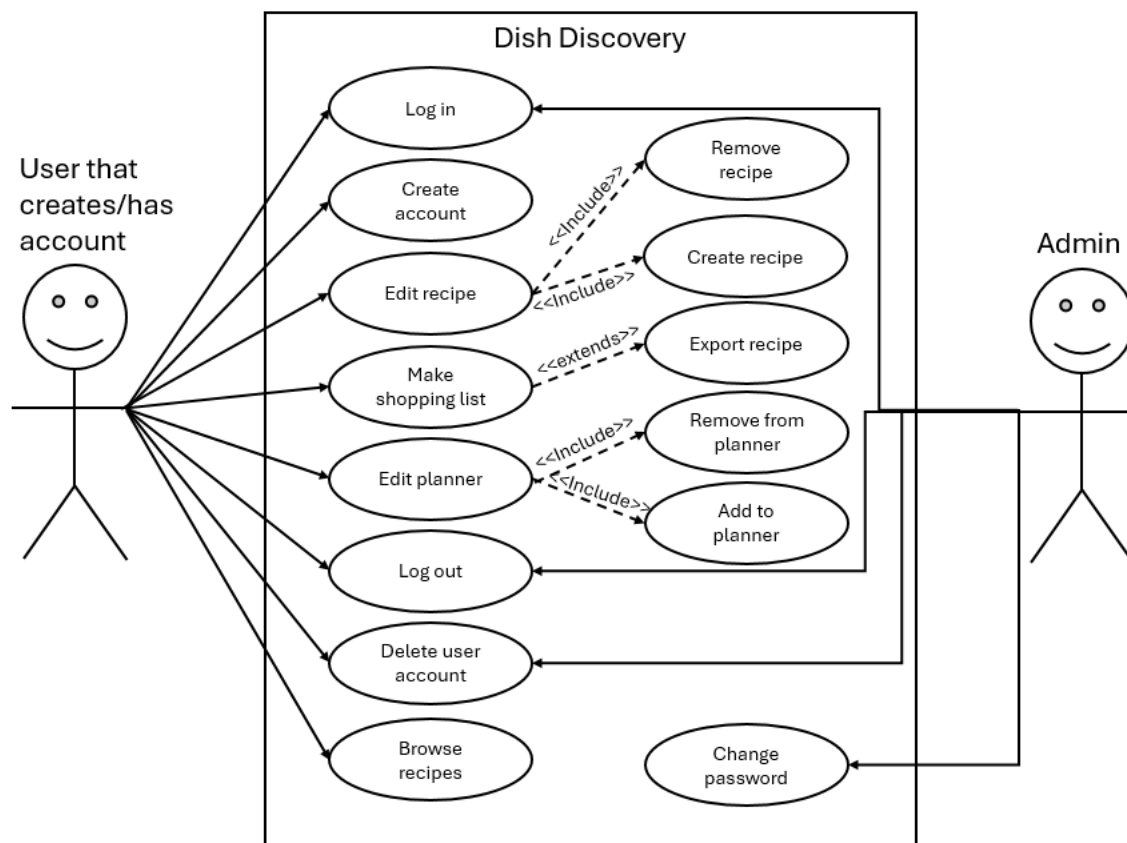 Dish Discovery
User that
creates/has
account
Admin
Log in
Create
account
Edit recipe
Make
shopping list
Edit planner
Log out
Delete user
account
Browse
recipes
<<Include>>
Remove
recipe
<<Include>>
Create recipe
<<extends>>
Export recipe
<<Include>>
Remove from
planner
<<Include>>
Add to
planner
Change
password